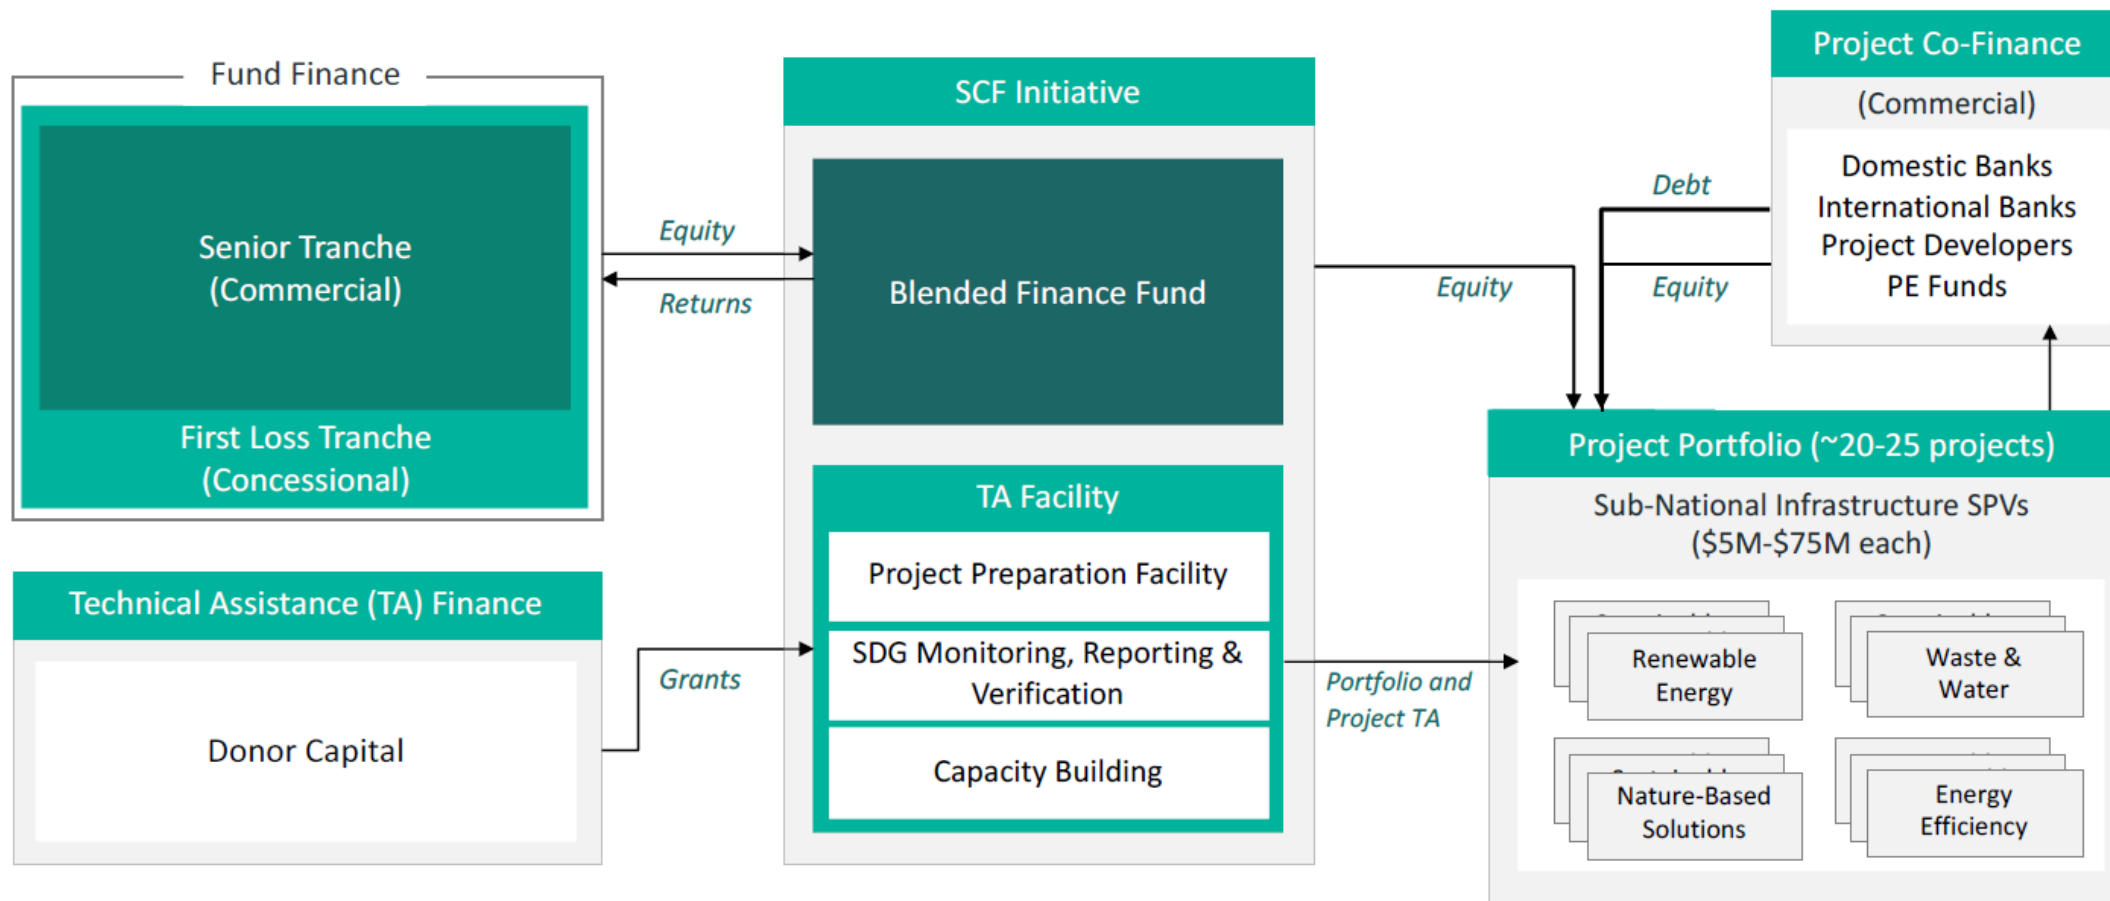 Fund Finance
Senior Tranche
(Commercial)
First Loss Tranche
(Concessional)
Technical Assistance (TA) Finance
Donor Capital
Equity
Returns
Grants
SCF Initiative
Blended Finance Fund
TA Facility
Project Preparation Facility
SDG Monitoring, Reporting &
Verification
Capacity Building
Equity
Portfolio and
Project TA
Debt
Equity
Project Co-Finance
(Commercial)
Domestic Banks
International Banks
Project Developers
PE Funds
Project Portfolio (~20-25 projects)
Sub-National Infrastructure SPVs
($5M-$75M each)
Renewable
Energy
Waste &
Water
Nature-Based
Solutions
Energy
Efficiency